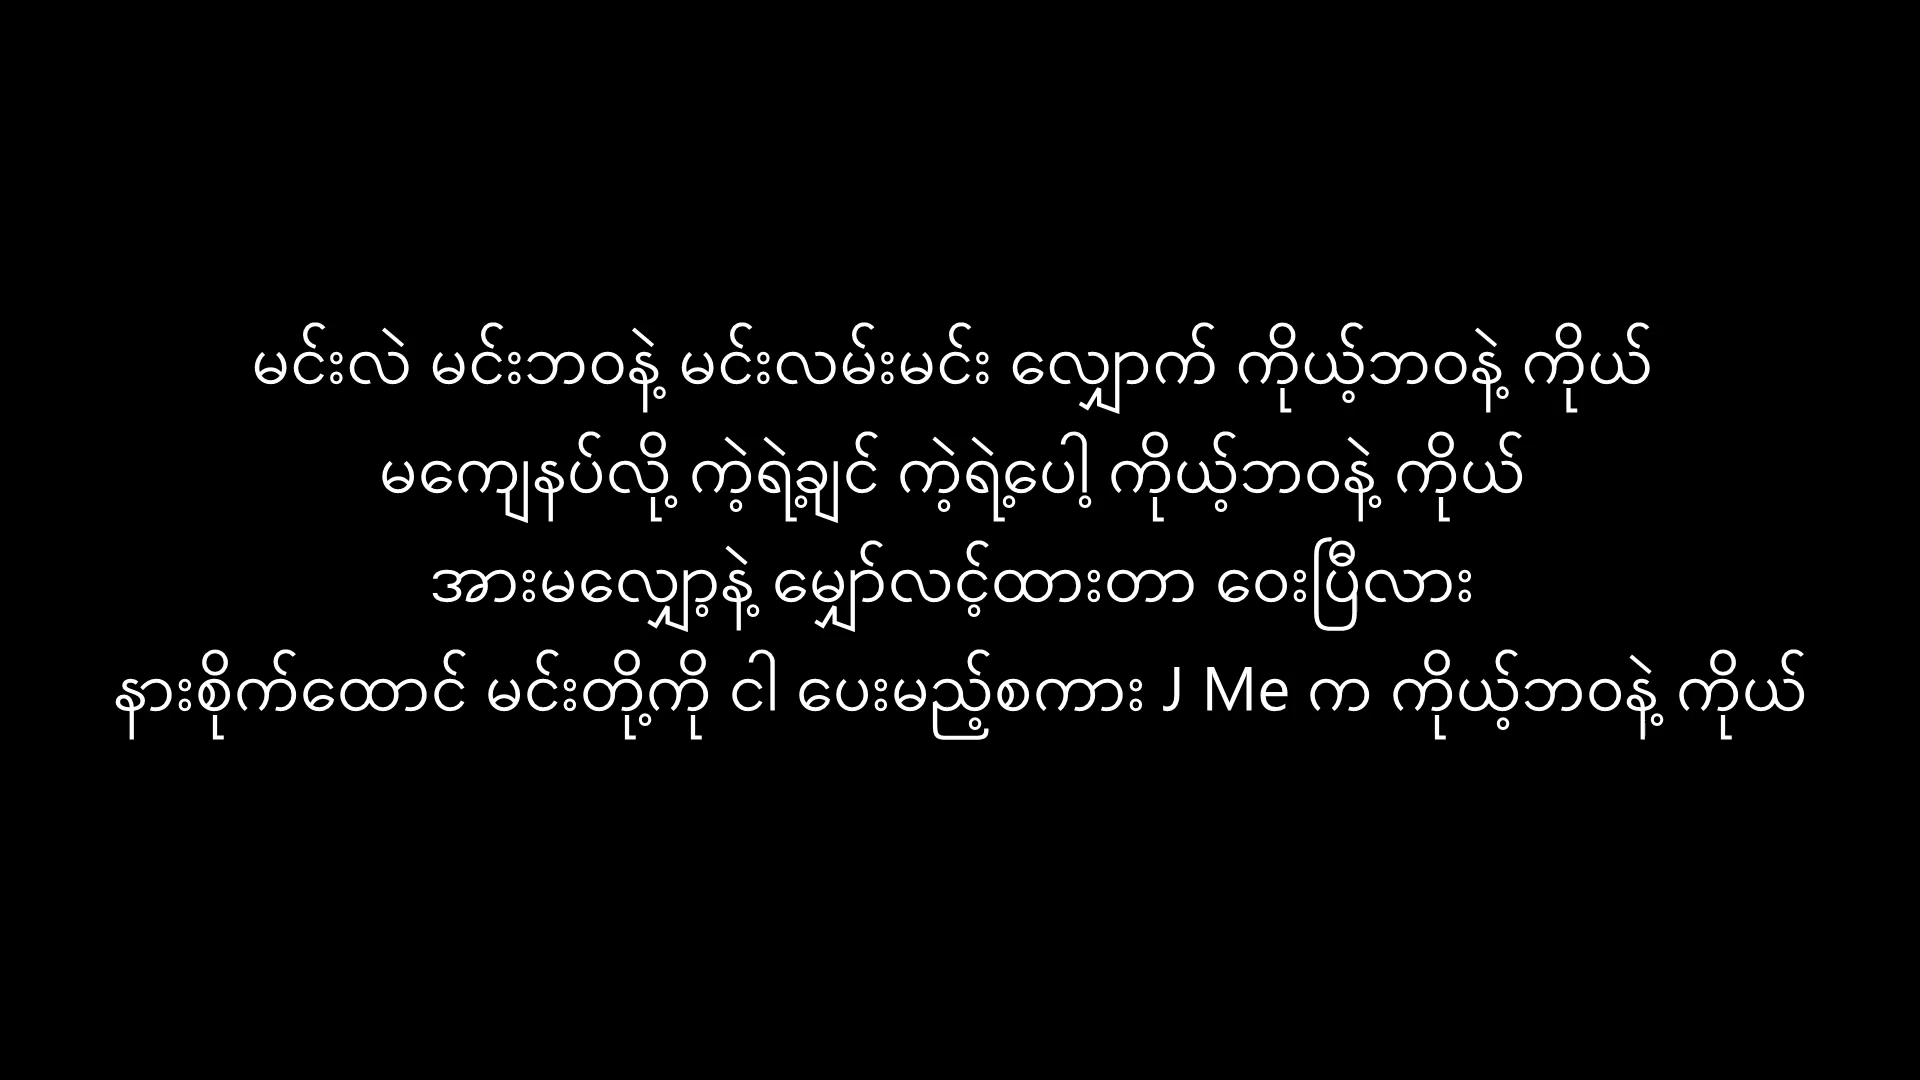 မင်းလဲ မင်းဘဝနဲ့ မင်းလမ်းမင်း လျှောက် ကိုယ့်ဘဝနဲ့ ကိုယ်
မကျေနပ်လို့ ကဲ့ရဲ့ချင် ကဲ့ရဲ့ပေါ့ ကိုယ့်ဘဝနဲ့ ကိုယ်
အားမလျှော့နဲ့ မျှော်လင့်ထားတာ ဝေးပြီလား
နားစိုက်ထောင် မင်းတို့ကို ငါ ပေးမည့်စကား J Me က ကိုယ့်ဘဝနဲ့ ကိုယ်